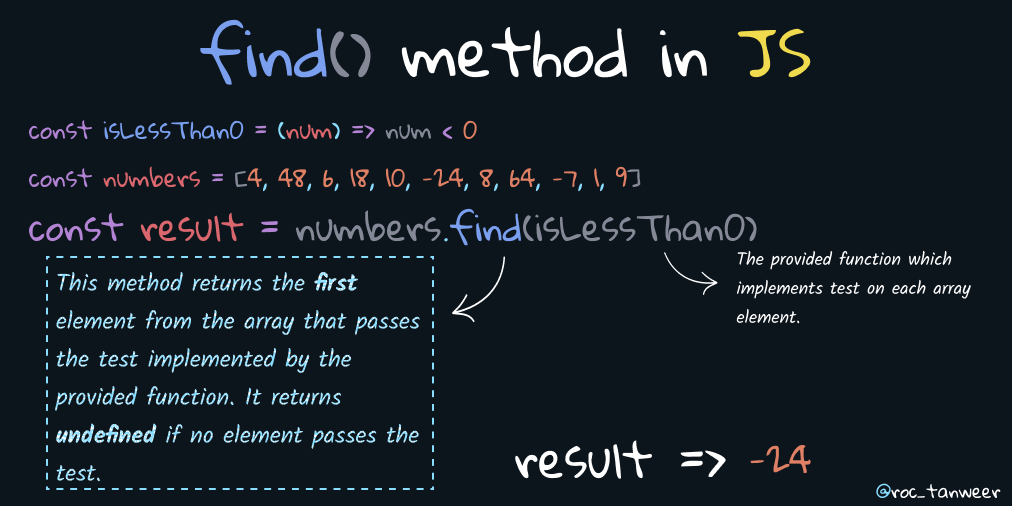 find() method in JS
const isLessThan0 = (num) => num < 0
const numbers = [4, 48, 6, 18, 10, -24, 8, 64, -7, 1, 9]
const result = numbers.find(isLessThan0)
This method returns the first
element from the array that passes
the test implemented by the
provided function. It returns
undefined if no element passes the
test.
The provided function which
implements test on each array
element.
result => -24
@roc_tanweer